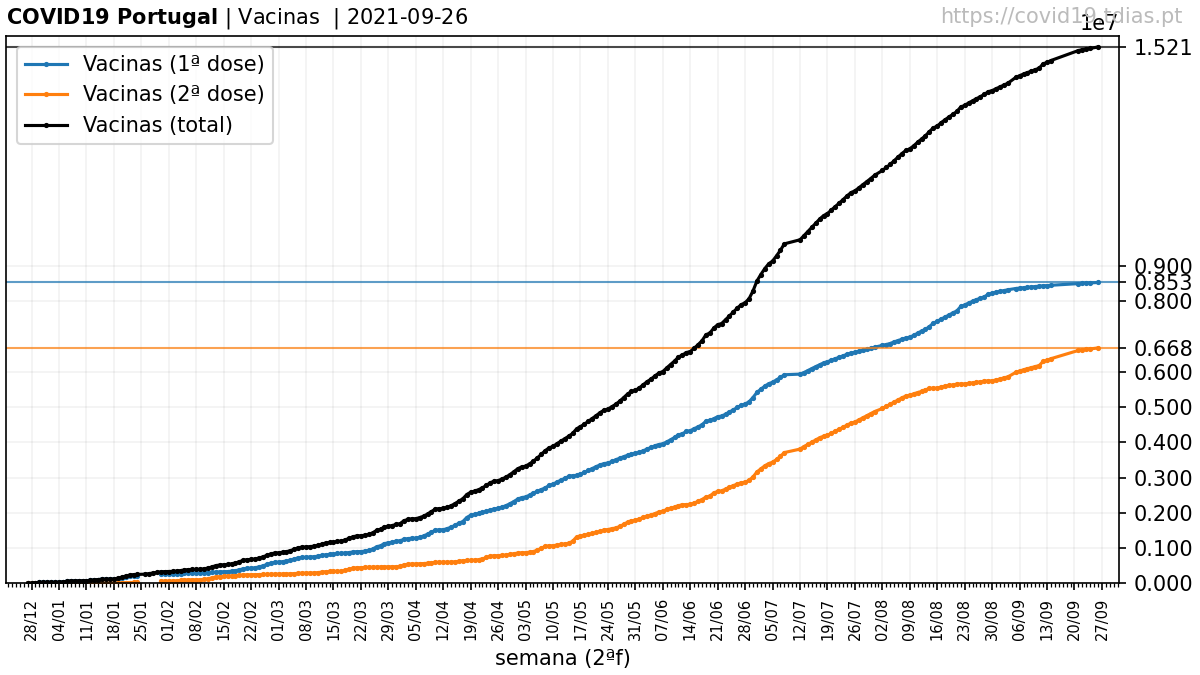 COVID19 Portugal | Vacinas | 2021-09-26
https://covid19.tdias.pt
1e7
Vacinas (1ª dose)
Vacinas (2ª dose)
Vacinas (total)
1.521
0.900
0.853
0.800
0.668
0.600
0.500
0.400
0.300
0.200
0.100
0.000
28/12 04/01 11/01 18/01 25/01 01/02 08/02 15/02 22/02 01/03 08/03 15/03 22/03 29/03 05/04 12/04 19/04 26/04 03/05 10/05 17/05 24/05 31/05 07/06 14/06 21/06 28/06 05/07 12/07 19/07 26/07 02/08 09/08 16/08 23/08 30/08 06/09 13/09 20/09 27/09
semana (2ªf)